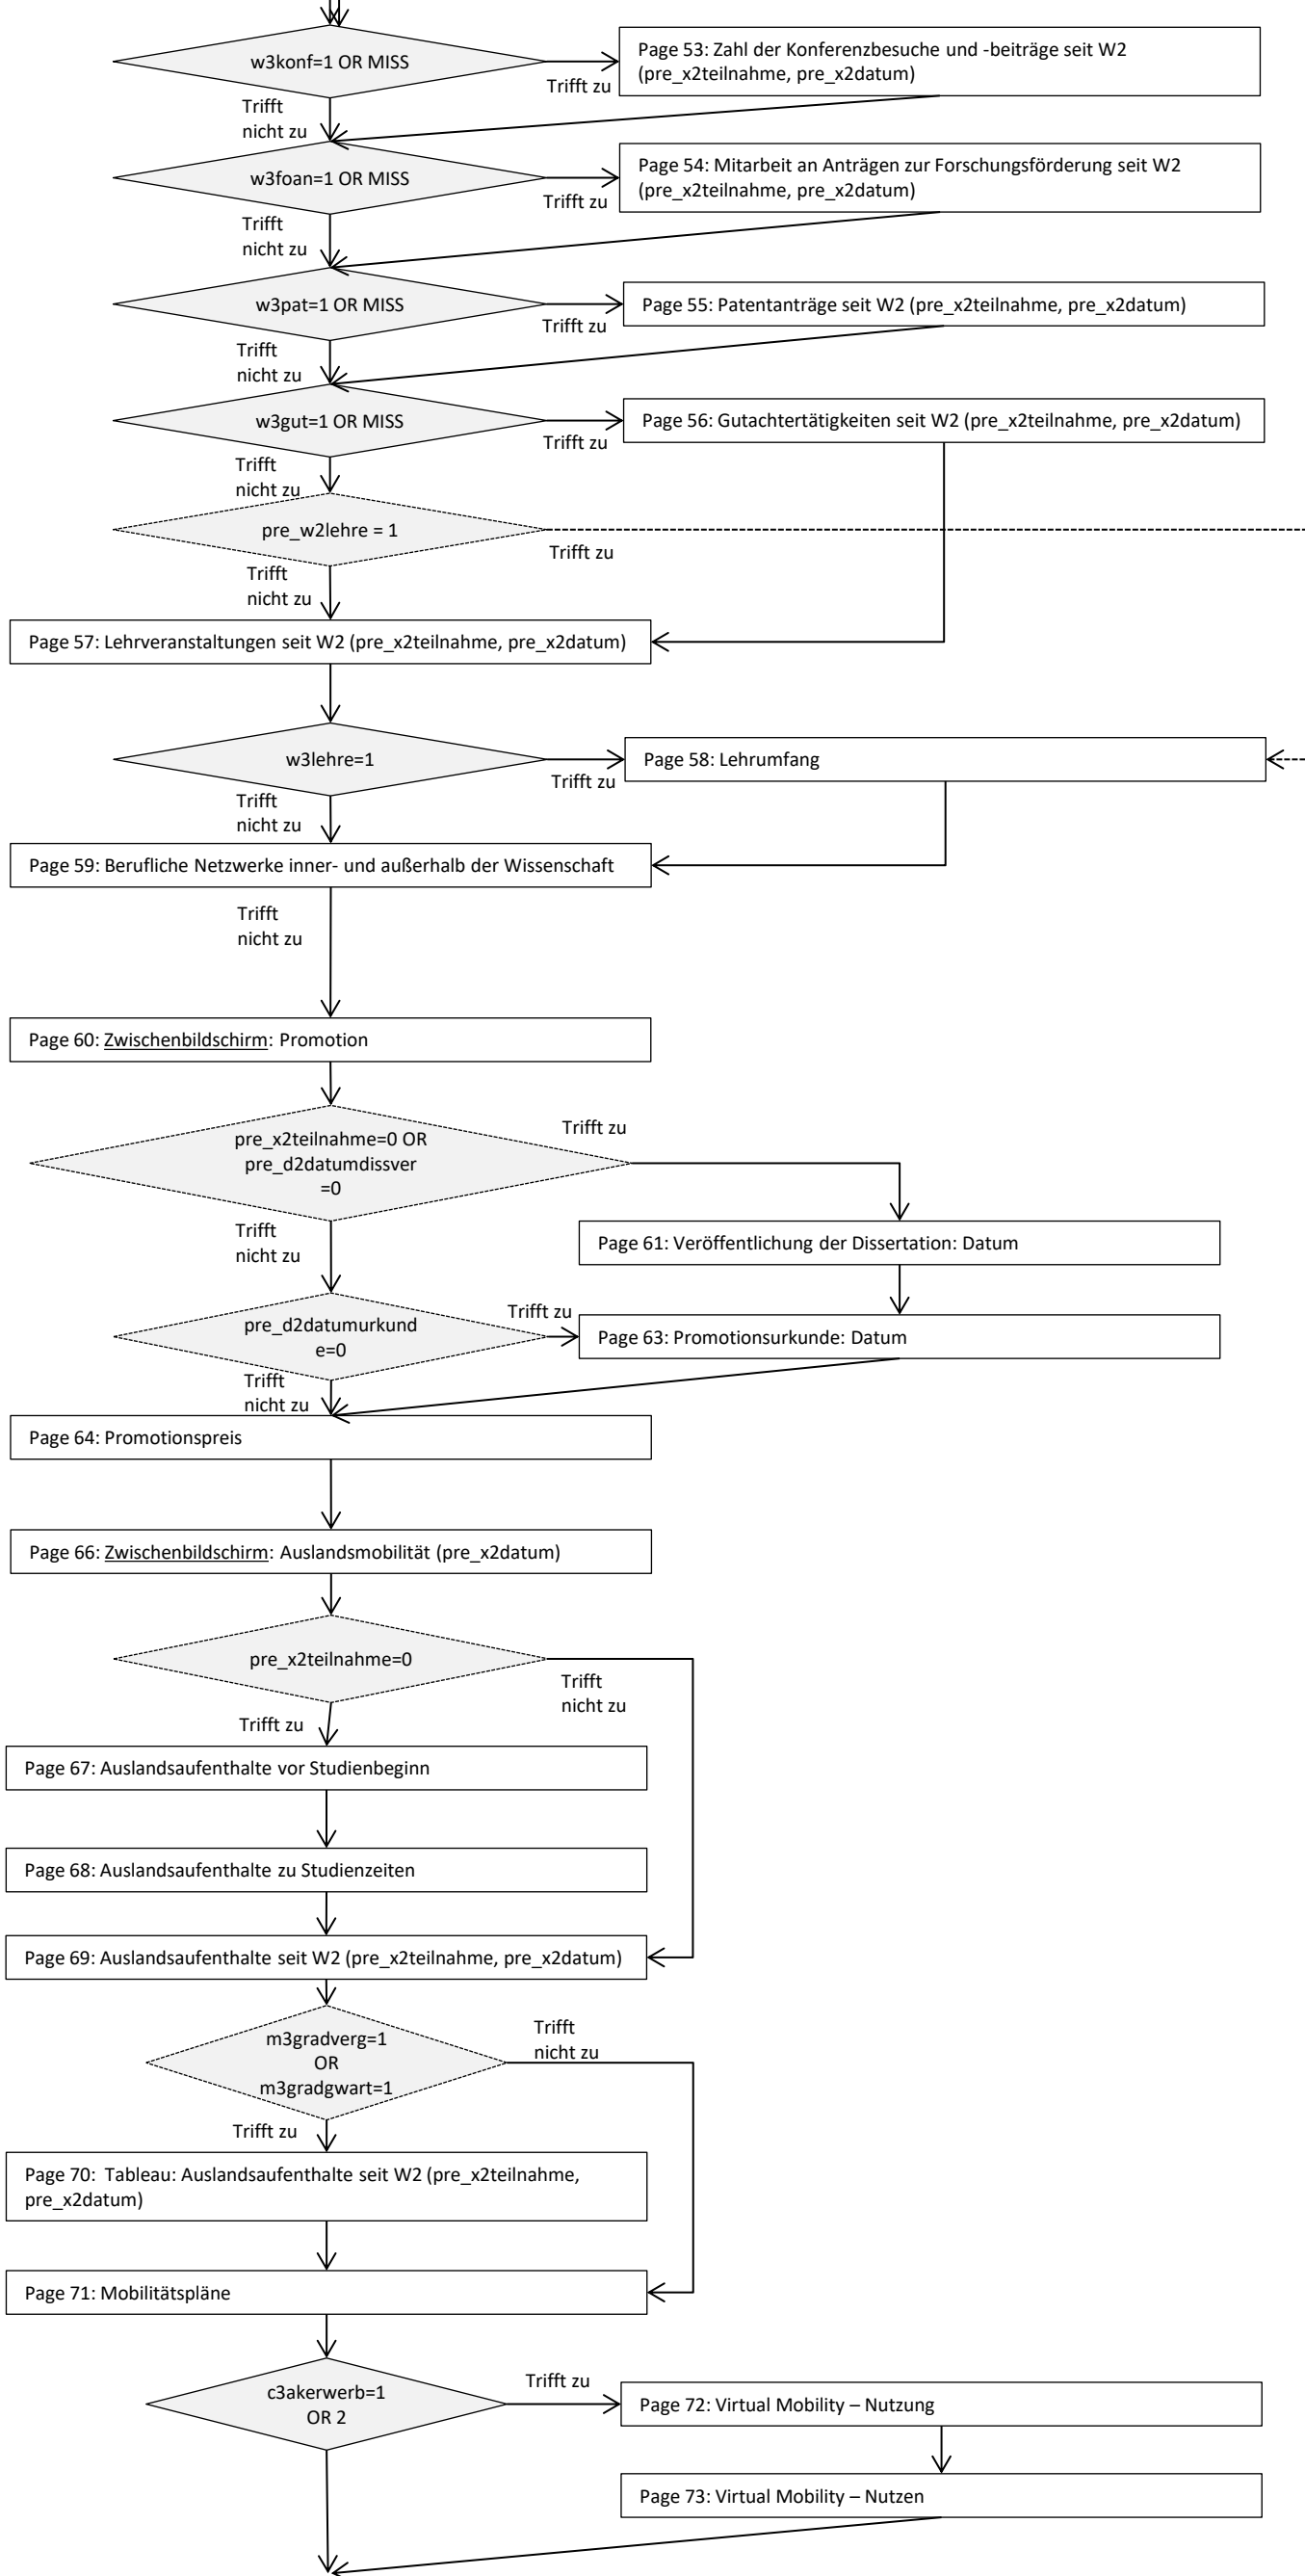 w3konf=1 OR MISS
Trifft zu
Page 53: Zahl der Konferenzbesuche und -beiträge seit W2
(pre_x2teilnahme, pre_x2datum)
Trifft
nicht zu
w3foan=1 OR MISS
Trifft zu
Page 54: Mitarbeit an Anträgen zur Forschungsförderung seit W2
(pre_x2teilnahme, pre_x2datum)
Trifft
nicht zu
w3pat=1 OR MISS
Trifft zu
Page 55: Patentanträge seit W2 (pre_x2teilnahme, pre_x2datum)
Trifft
nicht zu
w3gut=1 OR MISS
Trifft zu
Page 56: Gutachtertätigkeiten seit W2 (pre_x2teilnahme, pre_x2datum)
Trifft
nicht zu
pre_w2lehre = 1
Trifft zu
Trifft
nicht zu
Page 57: Lehrveranstaltungen seit W2 (pre_x2teilnahme, pre_x2datum)
w3lehre=1
Trifft zu
Page 58: Lehrumfang
Trifft
nicht zu
Page 59: Berufliche Netzwerke inner- und außerhalb der Wissenschaft
Trifft
nicht zu
Page 60: Zwischenbildschirm: Promotion
pre_x2teilnahme=0 OR
pre_d2datumdissver
=0
Trifft zu
Trifft
nicht zu
Page 61: Veröffentlichung der Dissertation: Datum
pre_d2datumurkund
e=0
Trifft zu
Page 63: Promotionsurkunde: Datum
Trifft
nicht zu
Page 64: Promotionspreis
Page 66: Zwischenbildschirm: Auslandsmobilität (pre_x2datum)
pre_x2teilnahme=0
Trifft
nicht zu
Trifft zu
Page 67: Auslandsaufenthalte vor Studienbeginn
Page 68: Auslandsaufenthalte zu Studienzeiten
Page 69: Auslandsaufenthalte seit W2 (pre_x2teilnahme, pre_x2datum)
m3gradverg=1
OR
m3gradgwart=1
Trifft
nicht zu
Trifft zu
Page 70: Tableau: Auslandsaufenthalte seit W2 (pre_x2teilnahme,
pre_x2datum)
Page 71: Mobilitätspläne
c3akerwerb=1
OR 2
Trifft zu
Page 72: Virtual Mobility – Nutzung
Page 73: Virtual Mobility – Nutzen